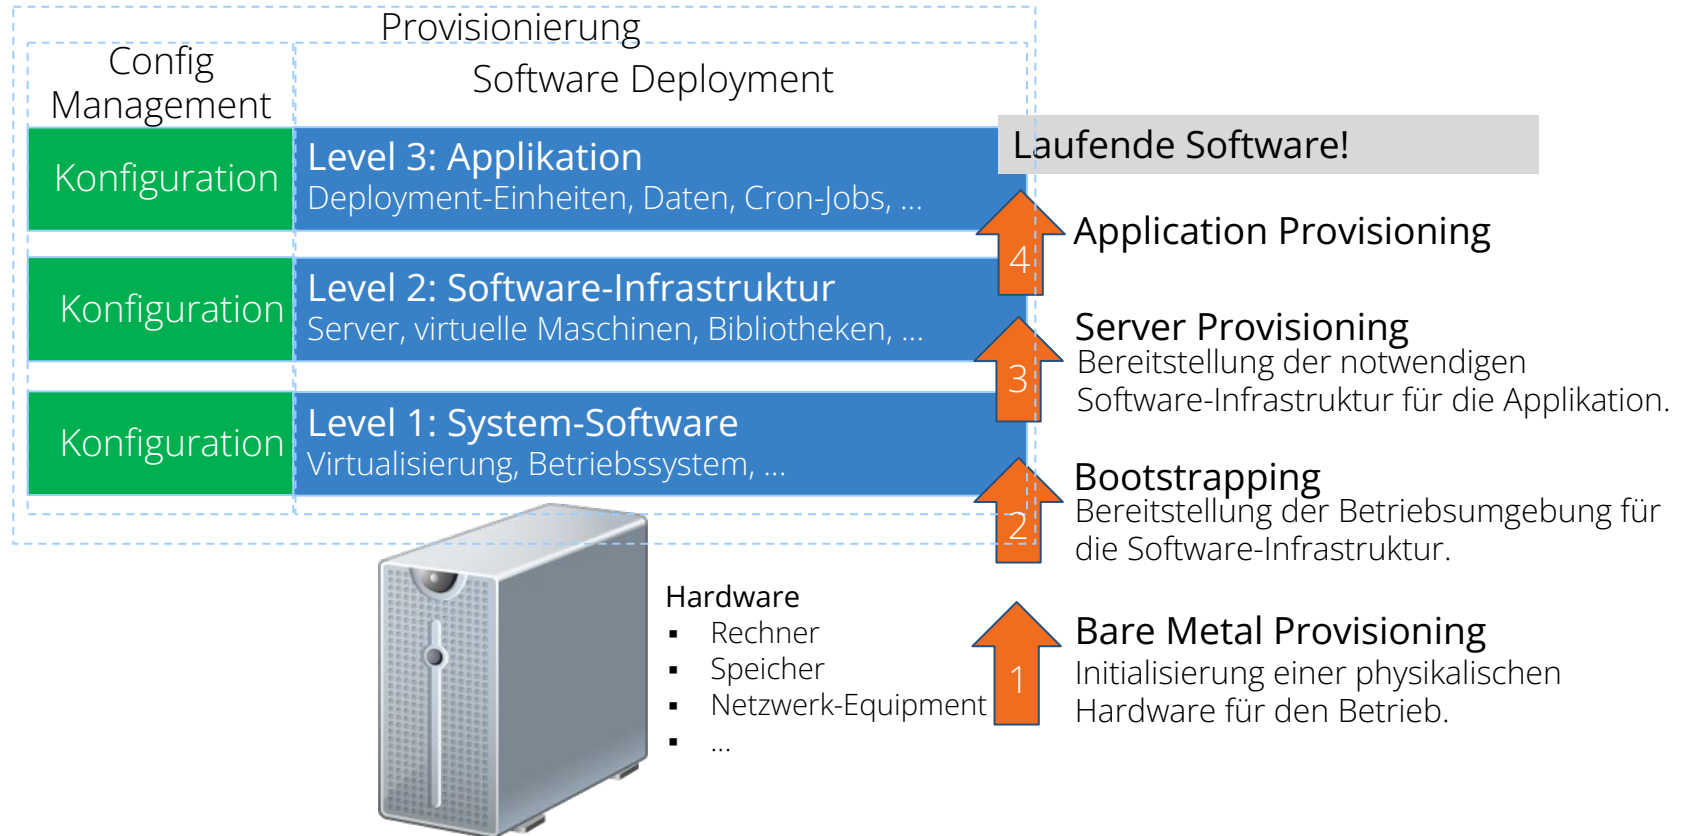 Provisionierung
Config
Management
Software Deployment
Konfiguration
Level 3: Applikation
Deployment-Einheiten, Daten, Cron-Jobs, ...
Laufende Software!
4
Application Provisioning
Konfiguration
Level 2: Software-Infrastruktur
Server, virtuelle Maschinen, Bibliotheken, ...
3
Server Provisioning
Bereitstellung der notwendigen
Software-Infrastruktur für die Applikation.
Konfiguration
Level 1: System-Software
Virtualisierung, Betriebssystem, ...
2
Bootstrapping
Bereitstellung der Betriebsumgebung für
die Software-Infrastruktur.
Hardware
▪ Rechner
▪ Speicher
▪ Netzwerk-Equipment
▪ ...
1
Bare Metal Provisioning
Initialisierung einer physikalischen
Hardware für den Betrieb.